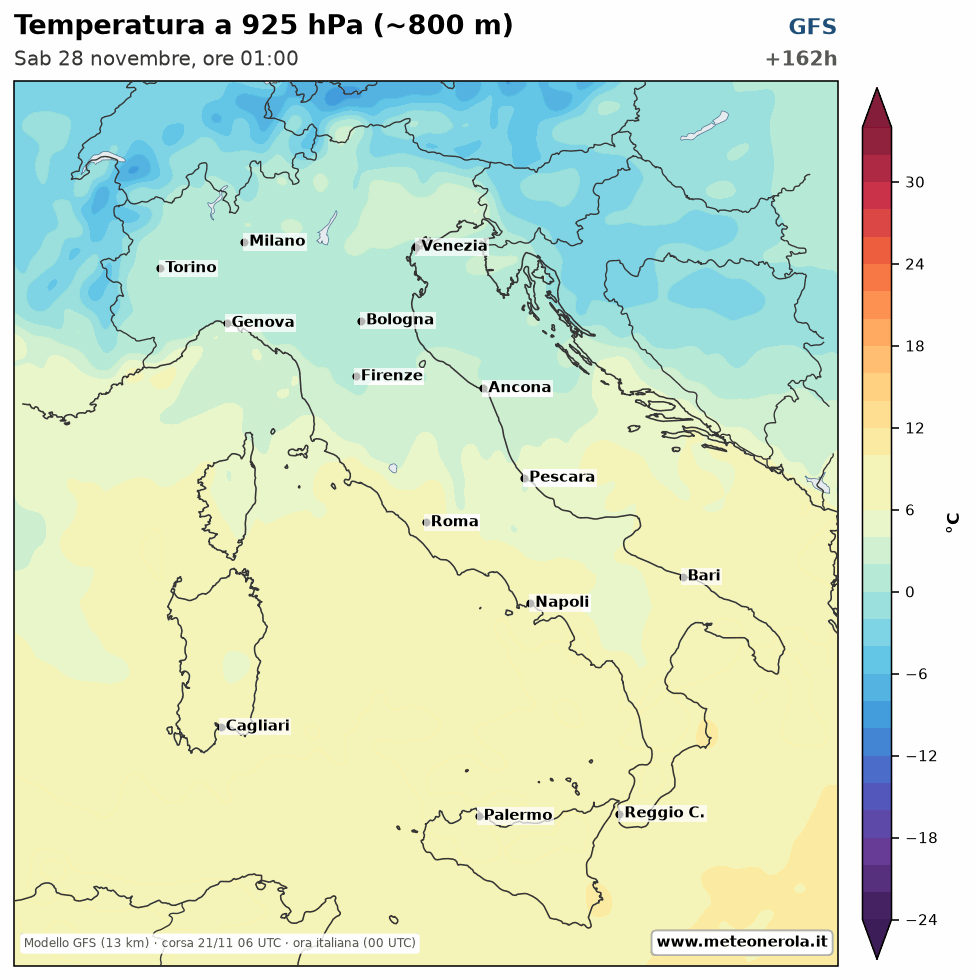 Temperatura a 925 hPa (~800 m)
GFS
Sab 28 novembre, ore 01:00
+162h
Milano
Venezia
Torino
Genova
Bologna
Firenze
Ancona
Pescara
Roma
Bari
Napoli
Cagliari
Palermo
Reggio C.
30
24
18
12
6
0
−6
−12
−18
−24
°C
Modello GFS (13 km) · corsa 21/11 06 UTC · ora italiana (00 UTC)
www.meteonerola.it